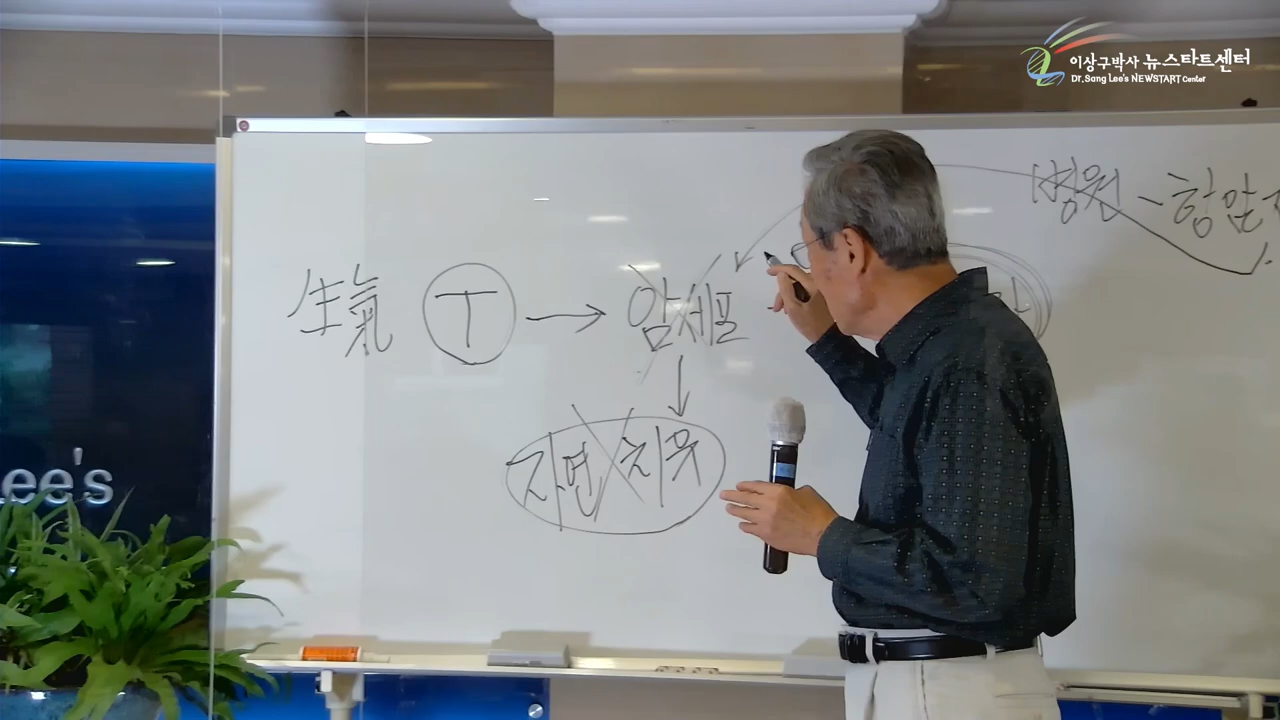 이상구박사 뉴스타트센터
Dr. Sang Lee's NEWSTART Center
병원 - 항암
生氣 T → 암세포
자연치유
Lee's